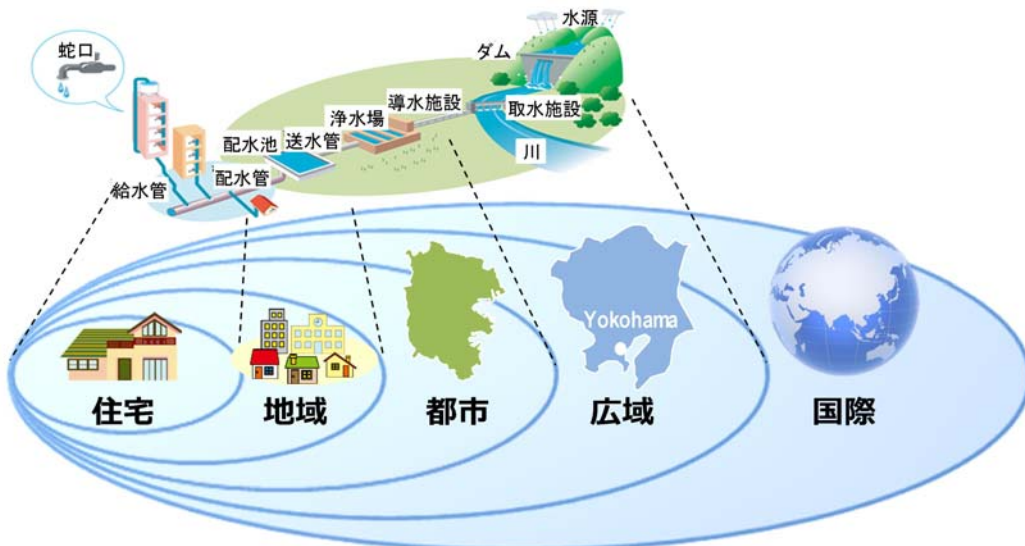 水源
蛇口
ダム
導水施設
取水施設
浄水場
配水池
送水管
川
給水管
配水管
Yokohama
住宅
地域
都市
広域
国際